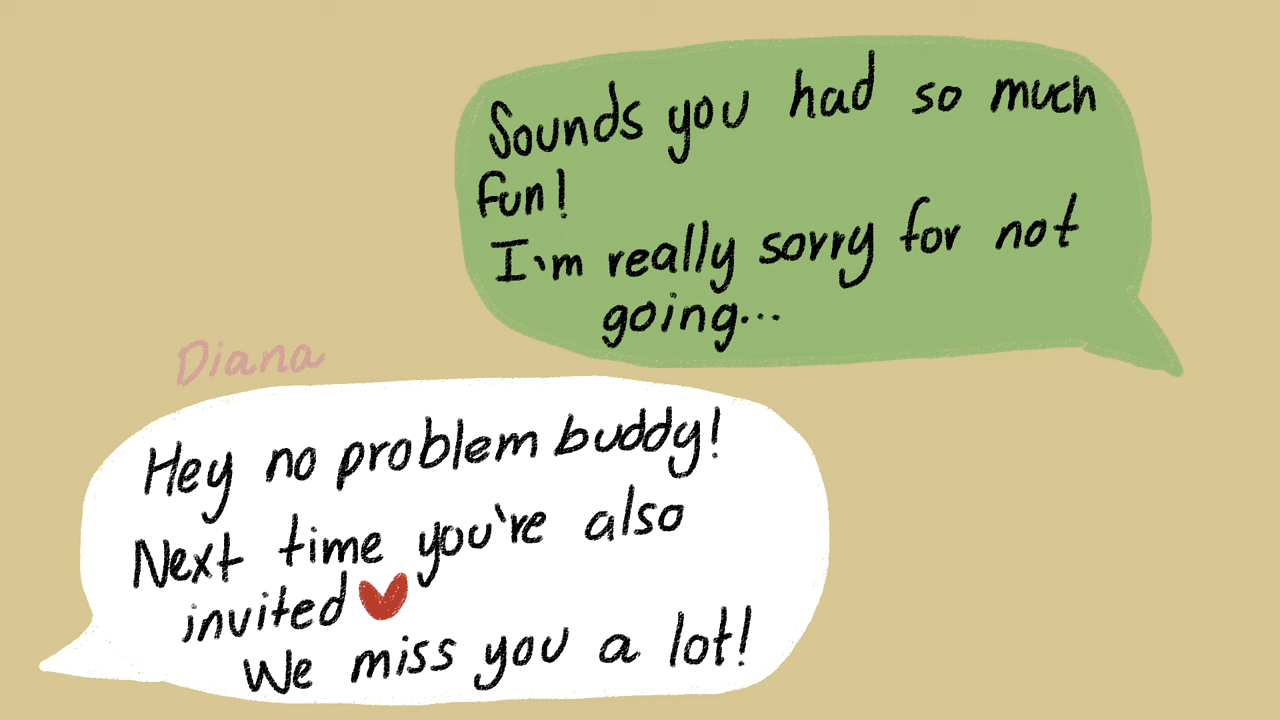 Sounds you had so much
fun!
I'm really sorry for not
going...
Diana
Hey no problem buddy!
Next time you're also
invited ❤
We miss you a lot!